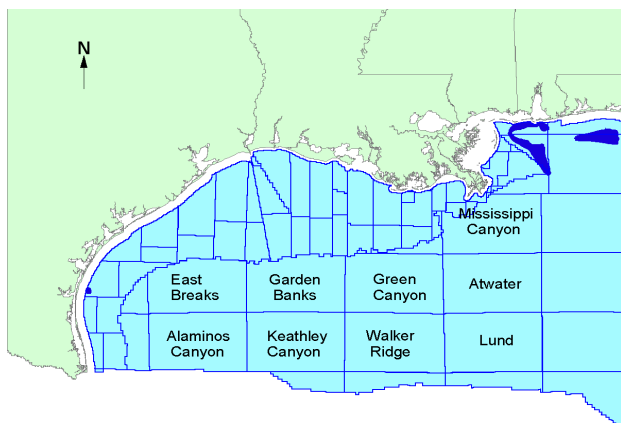 N
Mississippi
Canyon
East
Breaks
Garden
Banks
Green
Canyon
Atwater
Alaminos
Canyon
Keathley
Canyon
Walker
Ridge
Lund